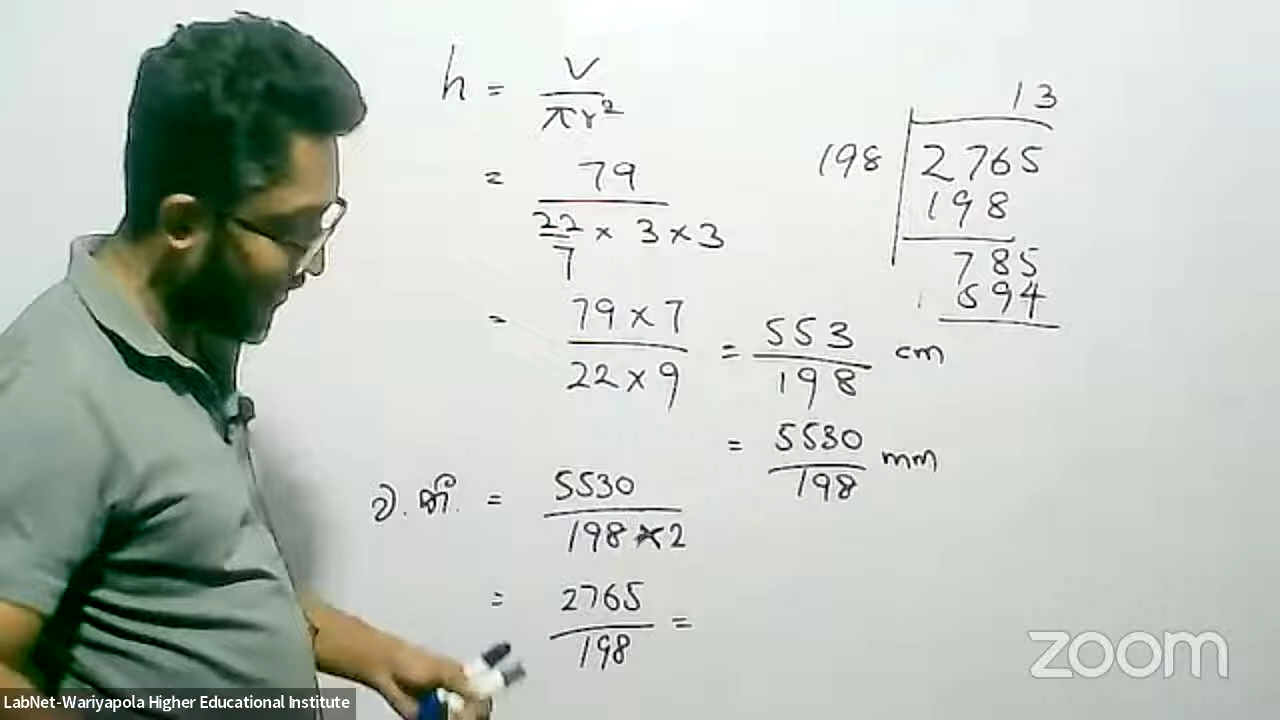 h = V / πr²
= 79 / (22/7 × 3 × 3)
= (79 × 7) / (22 × 9) = 553 / 198 cm
= 5530 / 198 mm
ව. නී. = 5530 / (198 × 2)
= 2765 / 198 =
13
198 2765
198
785
694
zoom
LabNet-Wariyapola Higher Educational Institute